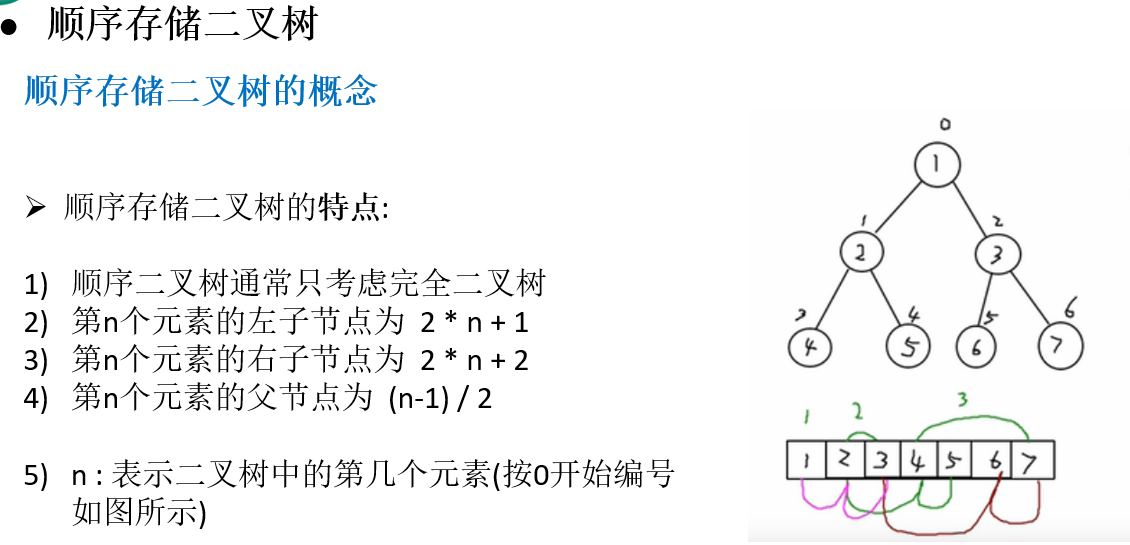 顺序存储二叉树
顺序存储二叉树的概念
顺序存储二叉树的特点:
1) 顺序二叉树通常只考虑完全二叉树
2) 第n个元素的左子节点为 2 * n + 1
3) 第n个元素的右子节点为 2 * n + 2
4) 第n个元素的父节点为 (n-1) / 2
5) n : 表示二叉树中的第几个元素(按0开始编号
如图所示)
0
1
1 2
2 3
3 4 5 6
4 5 6 7
1 2 3
1 2 3 4 5 6 7